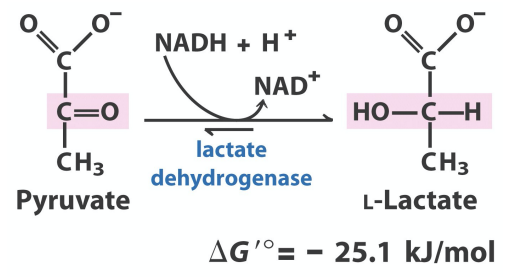 O O⁻
C
C=O
CH₃
Pyruvate
NADH + H⁺
NAD⁺
lactate
dehydrogenase
O O⁻
C
HO—C—H
CH₃
L-Lactate
ΔG′°= − 25.1 kJ/mol